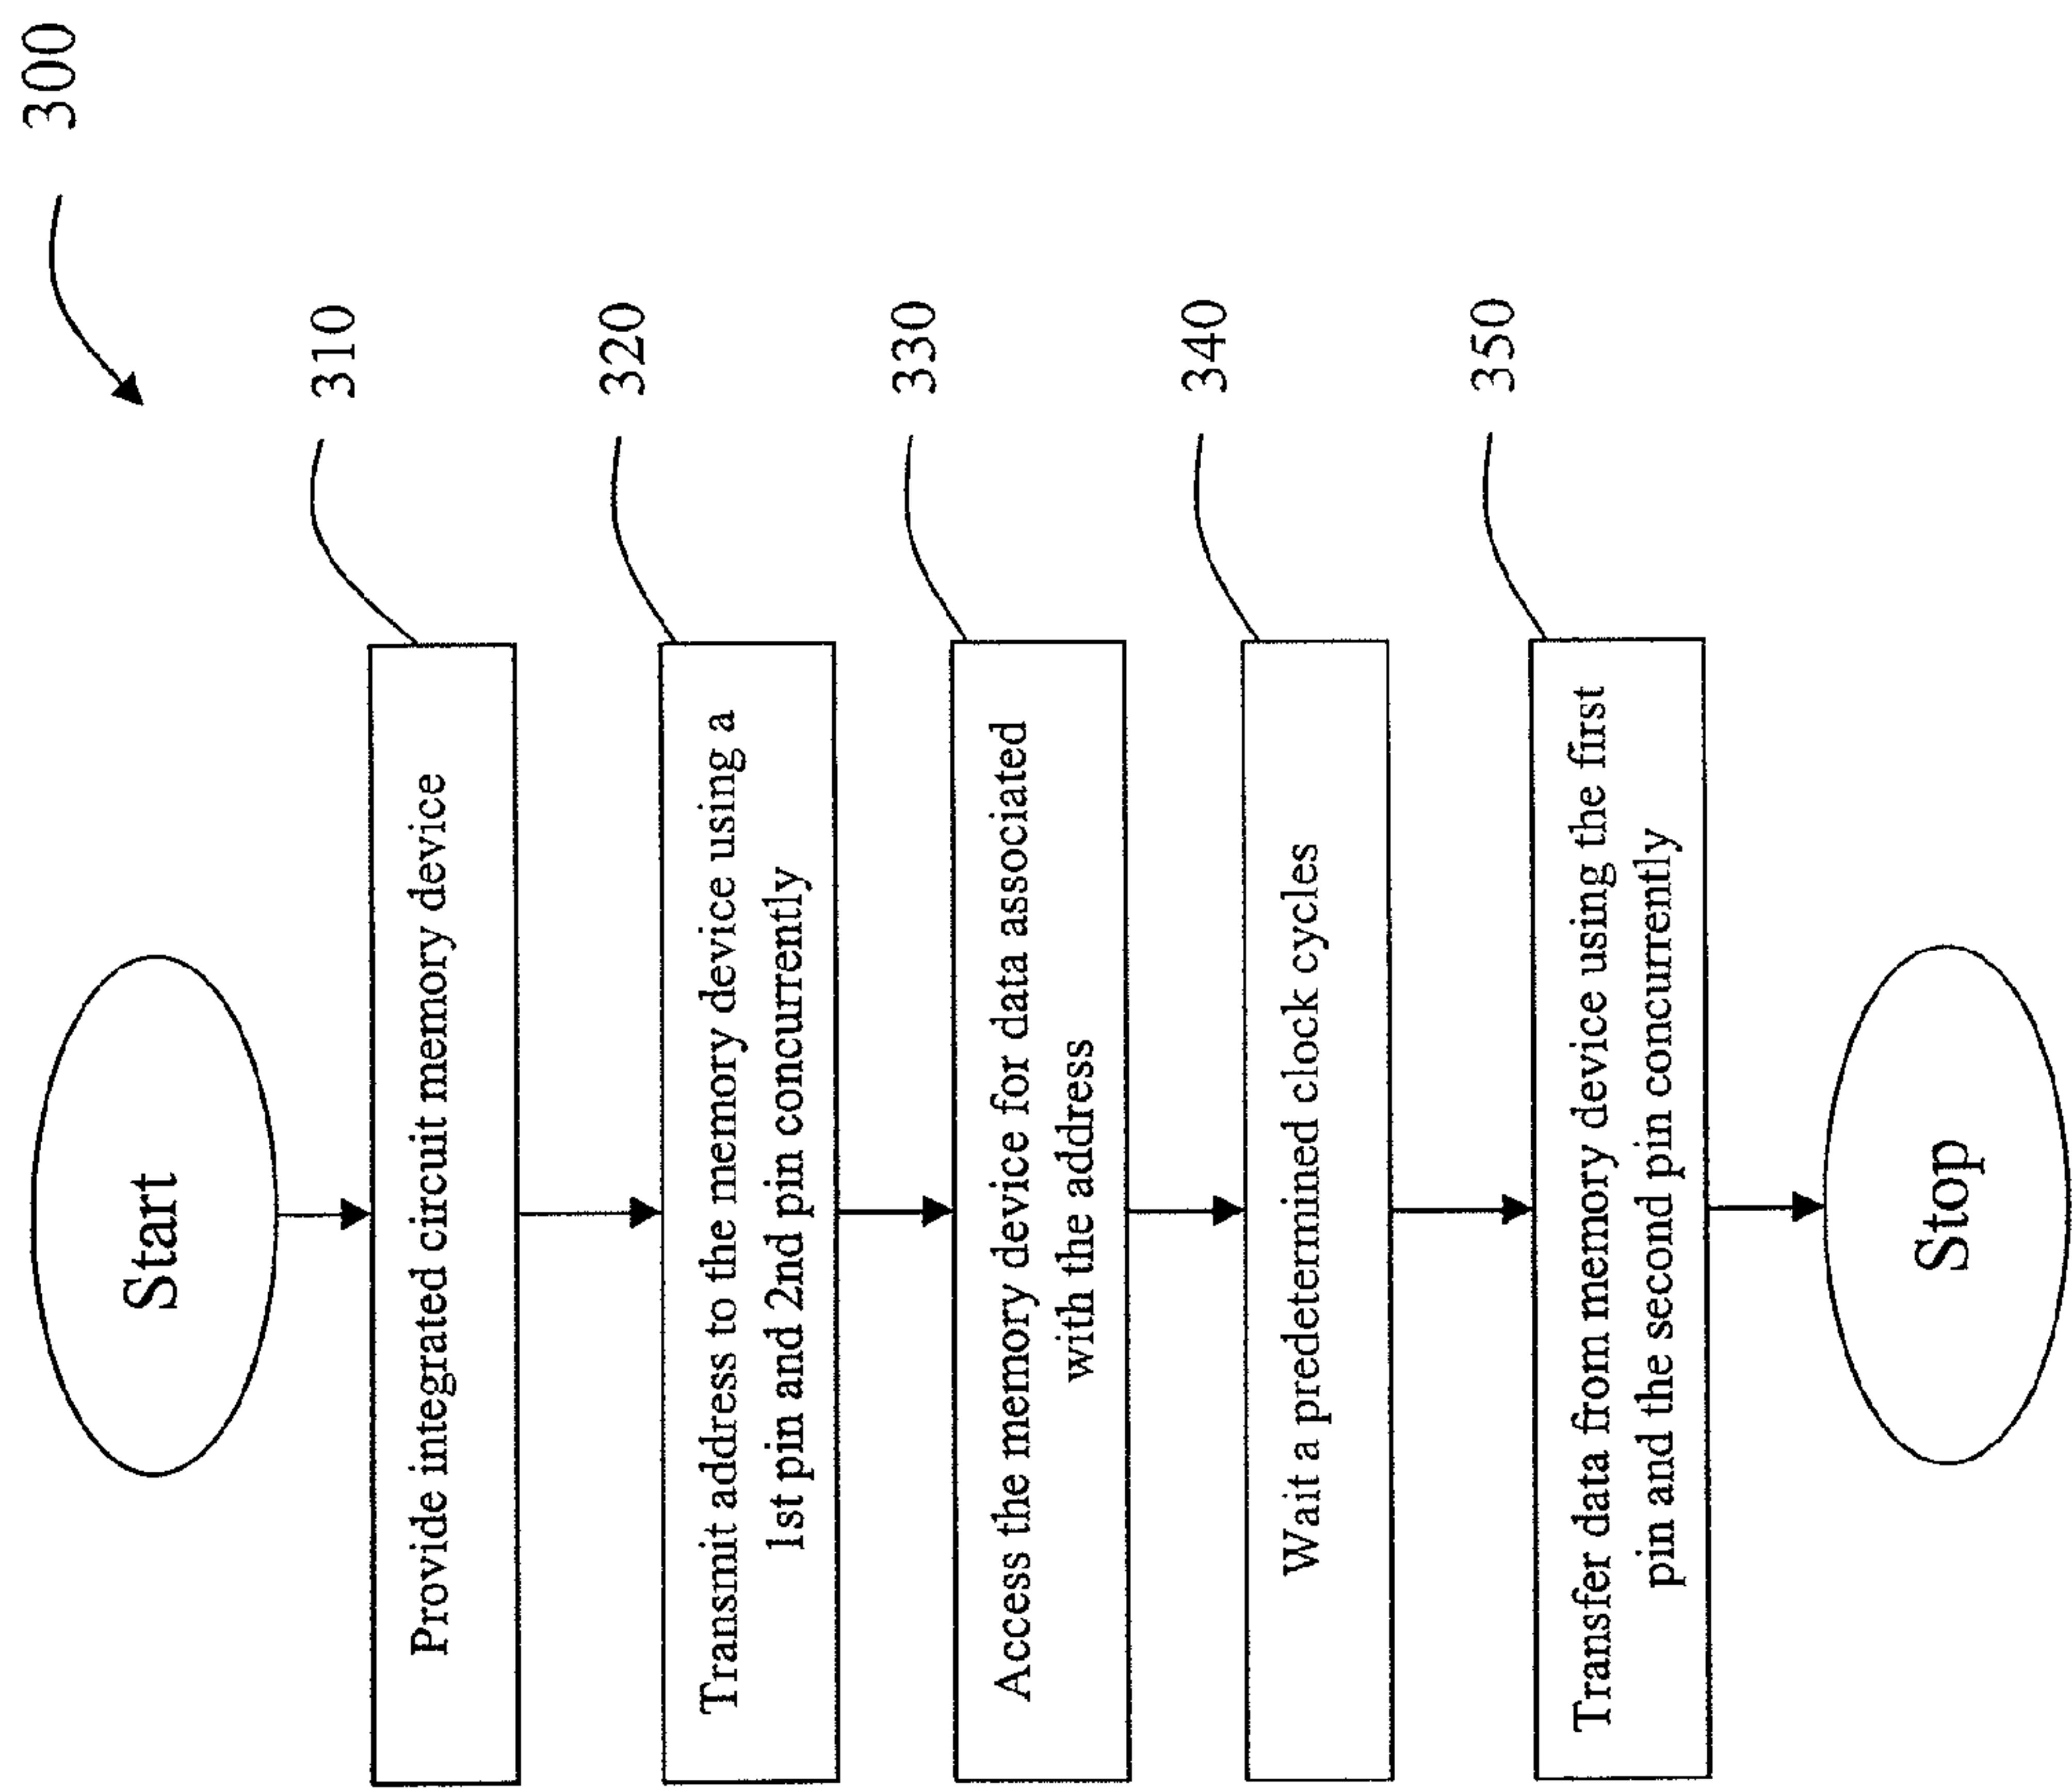 300
Start
310
Provide integrated circuit memory device
320
Transmit address to the memory device using a
1st pin and 2nd pin concurrently
330
Access the memory device for data associated
with the address
340
Wait a predetermined clock cycles
350
Transfer data from memory device using the first
pin and the second pin concurrently
Stop